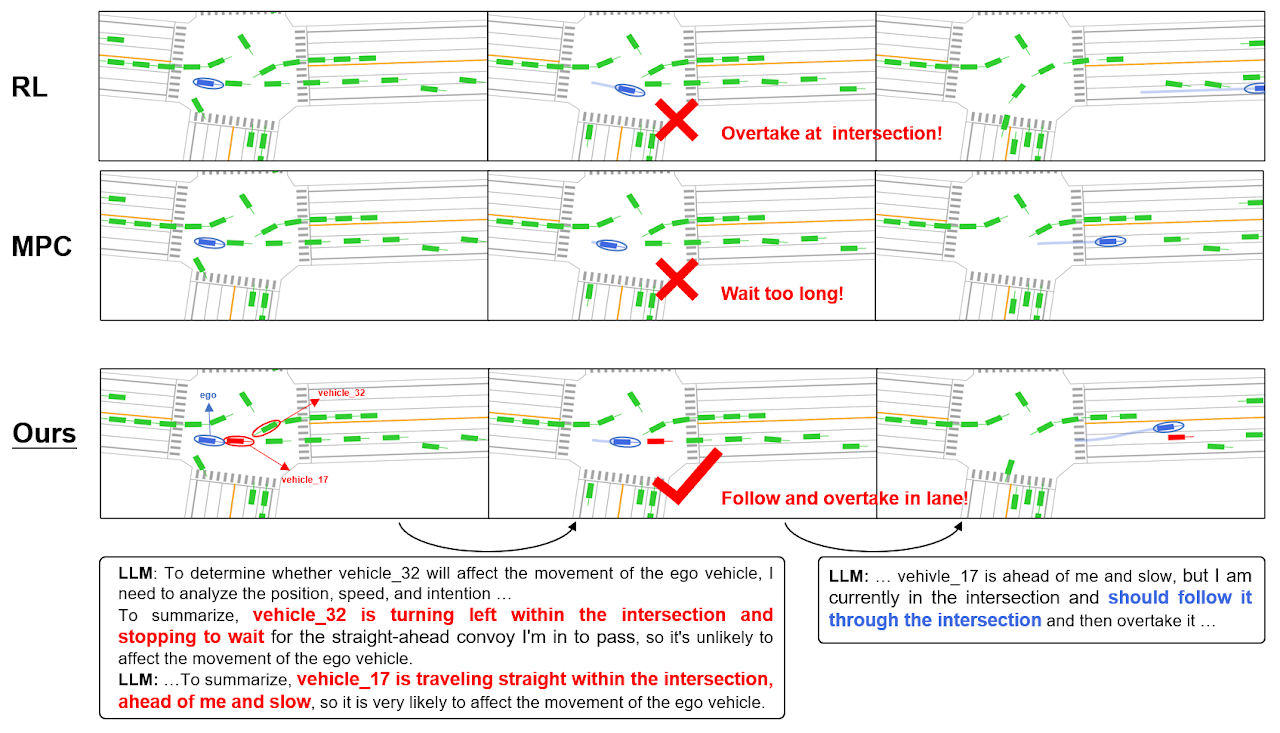 RL
Overtake at intersection!
MPC
Wait too long!
Ours
ego
vehicle_32
vehicle_17
Follow and overtake in lane!
LLM: To determine whether vehicle_32 will affect the movement of the ego vehicle, I
need to analyze the position, speed, and intention ...
To summarize, vehicle_32 is turning left within the intersection and
stopping to wait for the straight-ahead convoy I'm in to pass, so it's unlikely to
affect the movement of the ego vehicle.
LLM: ...To summarize, vehicle_17 is traveling straight within the intersection,
ahead of me and slow, so it is very likely to affect the movement of the ego vehicle.
LLM: ... vehivle_17 is ahead of me and slow, but I am
currently in the intersection and should follow it
through the intersection and then overtake it ...